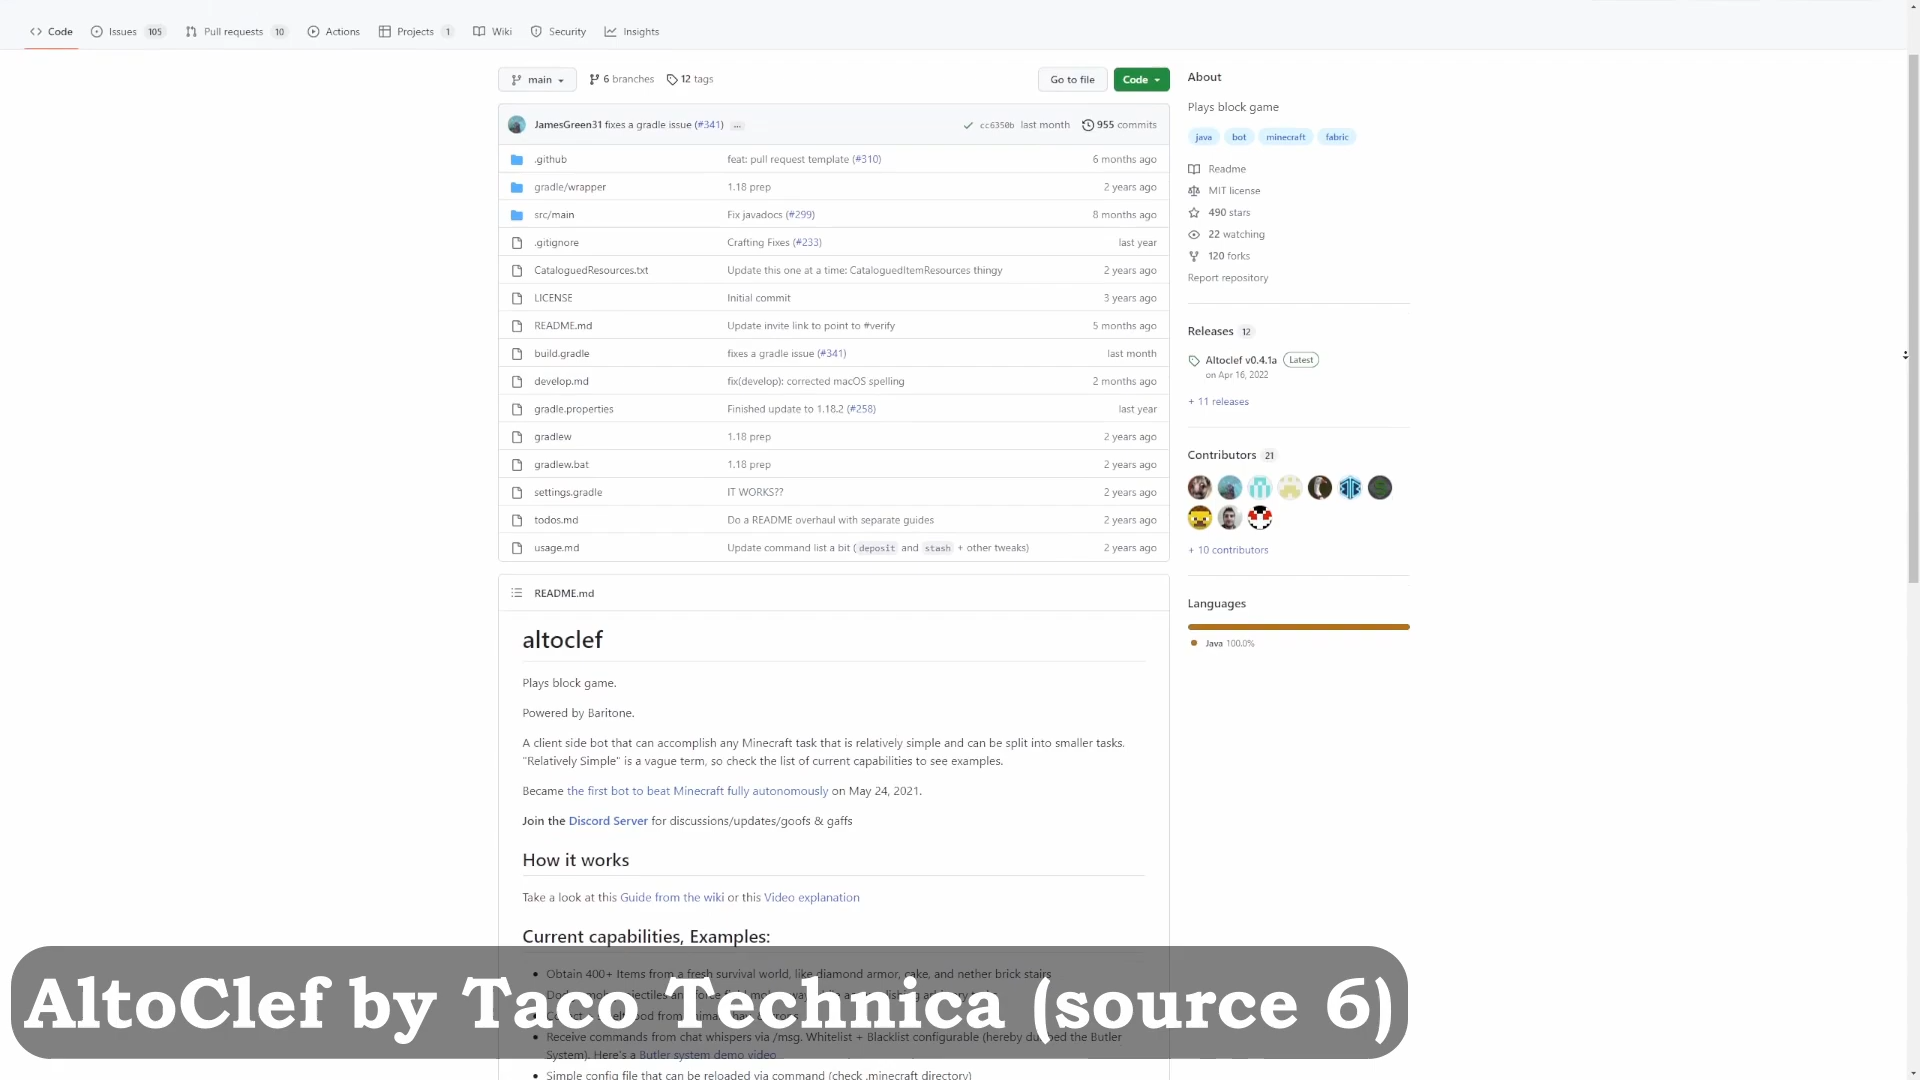 Code Issues 105 Pull requests 10 Actions Projects 1 Wiki Security Insights
main 6 branches 12 tags Go to file Code
JamesGreen31 fixes a gradle issue (#341) ... cc6350b last month 955 commits
.github feat: pull request template (#310) 6 months ago
gradle/wrapper 1.18 prep 2 years ago
src/main Fix javadocs (#299) 8 months ago
.gitignore Crafting Fixes (#233) last year
CataloguedResources.txt Update this one at a time: CataloguedItemResources thingy 2 years ago
LICENSE Initial commit 3 years ago
README.md Update invite link to point to #verify 5 months ago
build.gradle fixes a gradle issue (#341) last month
develop.md fix(develop): corrected macOS spelling 2 months ago
gradle.properties Finished update to 1.18.2 (#258) last year
gradlew 1.18 prep 2 years ago
gradlew.bat 1.18 prep 2 years ago
settings.gradle IT WORKS?? 2 years ago
todos.md Do a README overhaul with separate guides 2 years ago
usage.md Update command list a bit (deposit and stash + other tweaks) 2 years ago
README.md
altoclef
Plays block game.
Powered by Baritone.
A client side bot that can accomplish any Minecraft task that is relatively simple and can be split into smaller tasks.
"Relatively Simple" is a vague term, so check the list of current capabilities to see examples.
Became the first bot to beat Minecraft fully autonomously on May 24, 2021.
Join the Discord Server for discussions/updates/goofs & gaffs
How it works
Take a look at this Guide from the wiki or this Video explanation
Current capabilities, Examples:
Obtain 400+ Items from a fresh survival world, like diamond armor, cake, and nether brick stairs
Receive commands from chat whispers via /msg. Whitelist + Blacklist configurable (hereby dubbed the Butler
System). Here's a Butler system demo video
Simple config file that can be reloaded via command (check .minecraft directory)
About
Plays block game
java bot minecraft fabric
Readme
MIT license
490 stars
22 watching
120 forks
Report repository
Releases 12
Altoclef v0.4.1a Latest
on Apr 16, 2022
+ 11 releases
Contributors 21
+ 10 contributors
Languages
Java 100.0%
AltoClef by Taco Technica (source 6)